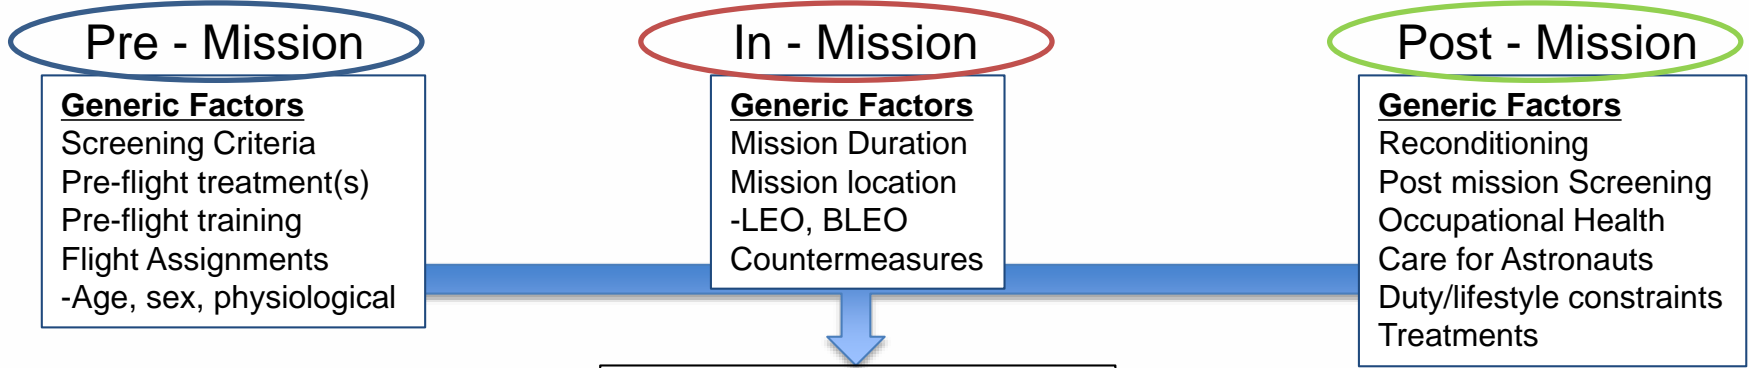 Pre - Mission
Generic Factors
Screening Criteria
Pre-flight treatment(s)
Pre-flight training
Flight Assignments
-Age, sex, physiological
In - Mission
Generic Factors
Mission Duration
Mission location
-LEO, BLEO
Countermeasures
Post - Mission
Generic Factors
Reconditioning
Post mission Screening
Occupational Health
Care for Astronauts
Duty/lifestyle constraints
Treatments